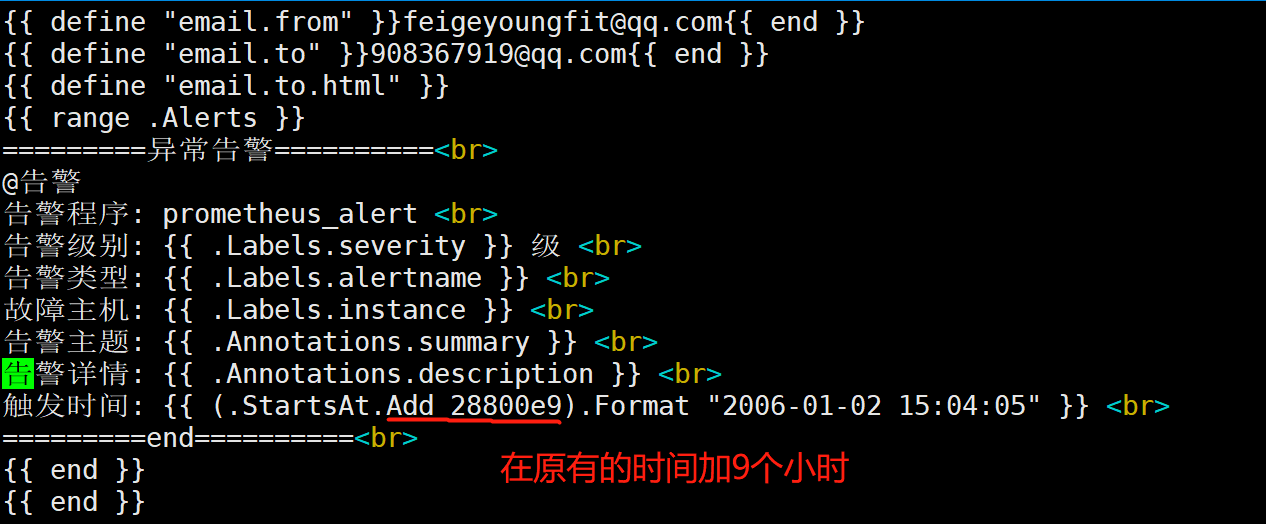 {{ define "email.from" }}feigeyoungfit@qq.com{{ end }}
{{ define "email.to" }}908367919@qq.com{{ end }}
{{ define "email.to.html" }}
{{ range .Alerts }}
=========异常告警==========<br>
@告警
告警程序: prometheus_alert <br>
告警级别: {{ .Labels.severity }} 级 <br>
告警类型: {{ .Labels.alertname }} <br>
故障主机: {{ .Labels.instance }} <br>
告警主题: {{ .Annotations.summary }} <br>
告警详情: {{ .Annotations.description }} <br>
触发时间: {{ (.StartsAt.Add 28800e9).Format "2006-01-02 15:04:05" }} <br>
=========end==========<br>
在原有的时间加9个小时
{{ end }}
{{ end }}